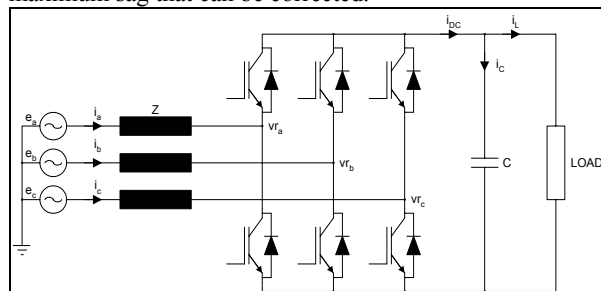 maximum sag that can be corrected.
i_DC
i_L
i_C
e_a
i_a
Z
vr_a
e_b
i_b
vr_b
C
LOAD
e_c
i_c
vr_c